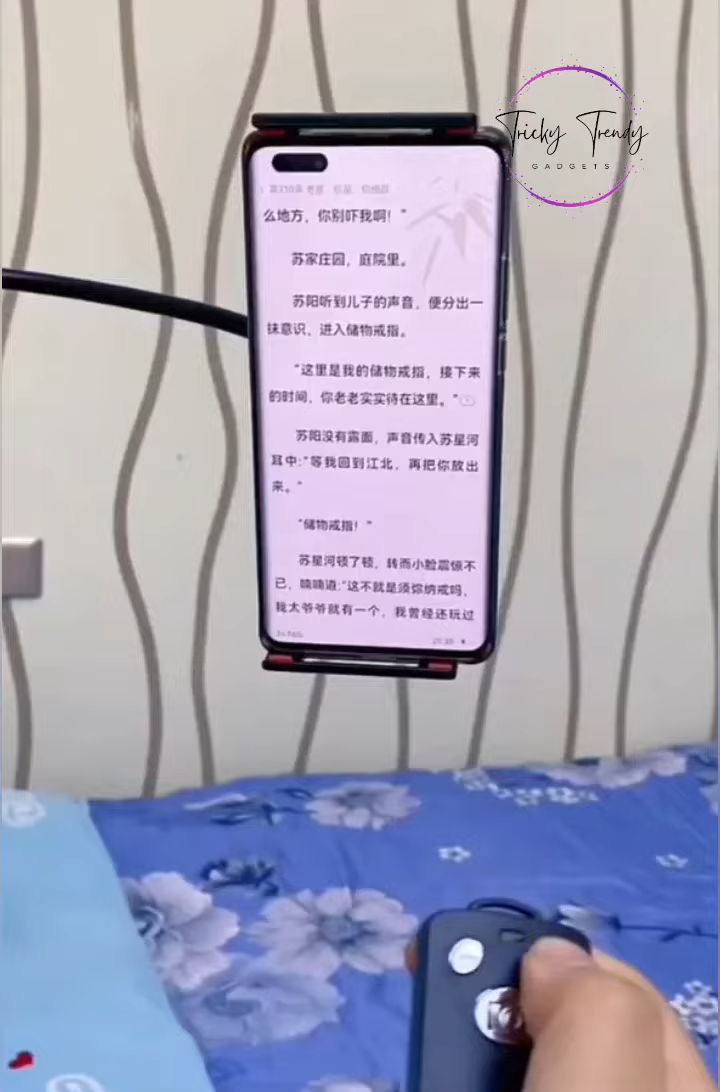 Tricky Trendy
GADGETS
么地方，你别吓我啊！”
苏家庄园，庭院里。
苏阳听到儿子的声音，便分出一
抹意识，进入储物戒指。
“这里是我的储物戒指，接下来
的时间，你老老实实待在这里。”
苏阳没有露面，声音传入苏星河
耳中:“等我回到江北，再把你放出
来。”
“储物戒指！”
苏星河顿了顿，转而小脸震惊不
已，喃喃道:“这不就是须弥纳戒吗，
我太爷爷就有一个，我曾经还玩过